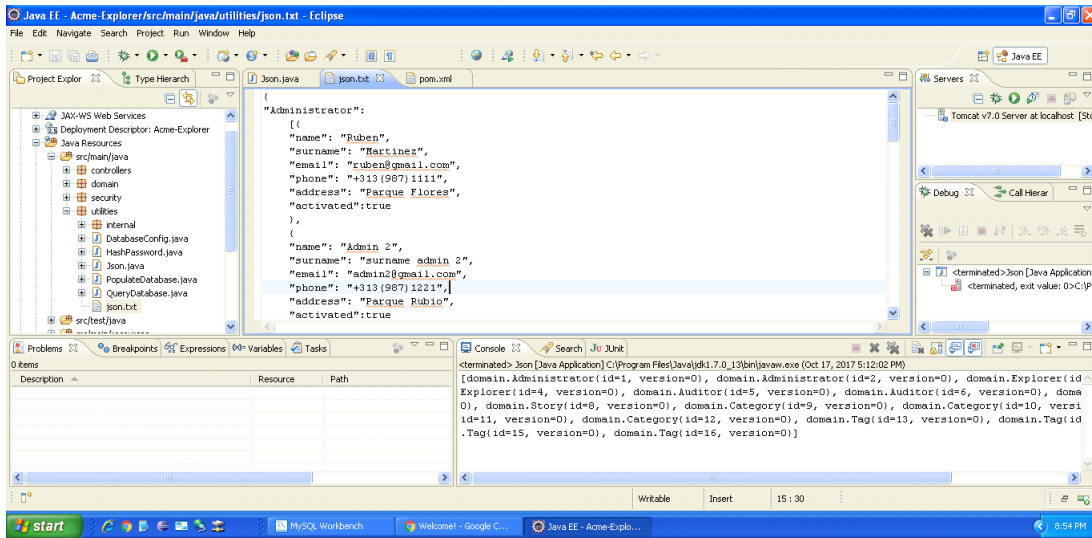 Java EE - Acme-Explorer/src/main/java/utilities/json.txt - Eclipse
File Edit Navigate Search Project Run Window Help
Java EE
Project Explor Type Hierarch
Json.java json.txt pom.xml
Servers
JAX-WS Web Services
Deployment Descriptor: Acme-Explorer
Java Resources
src/main/java
controllers
domain
security
utilities
internal
DatabaseConfig.java
HashPassword.java
Json.java
PopulateDatabase.java
QueryDatabase.java
json.txt
src/test/java
{
"Administrator":
[{
"name": "Ruben",
"surname": "Martinez",
"email": "ruben@gmail.com",
"phone": "+313(987)1111",
"address": "Parque Flores",
"activated":true
},
{
"name": "Admin 2",
"surname": "surname admin 2",
"email": "admin2@gmail.com",
"phone": "+313(987)1221",
"address": "Parque Rubio",
"activated":true
Tomcat v7.0 Server at localhost [Sto
Debug Call Hierar
<terminated>Json [Java Application
<terminated, exit value: 0>C:\P
Problems Breakpoints Expressions Variables Tasks
0 items
Description Resource Path
Console Search JUnit
<terminated> Json [Java Application] C:\Program Files\Java\jdk1.7.0_13\bin\javaw.exe (Oct 17, 2017 5:12:02 PM)
[domain.Administrator{id=1, version=0}, domain.Administrator{id=2, version=0}, domain.Explorer{id
Explorer{id=4, version=0}, domain.Auditor{id=5, version=0}, domain.Auditor{id=6, version=0}, doma
0}, domain.Story{id=8, version=0}, domain.Category{id=9, version=0}, domain.Category{id=10, versi
id=11, version=0}, domain.Category{id=12, version=0}, domain.Tag{id=13, version=0}, domain.Tag{id
.Tag{id=15, version=0}, domain.Tag{id=16, version=0}]
Writable Insert 15 : 30
start MySQL Workbench Welcome! - Google C... Java EE - Acme-Explo... 8:54 PM